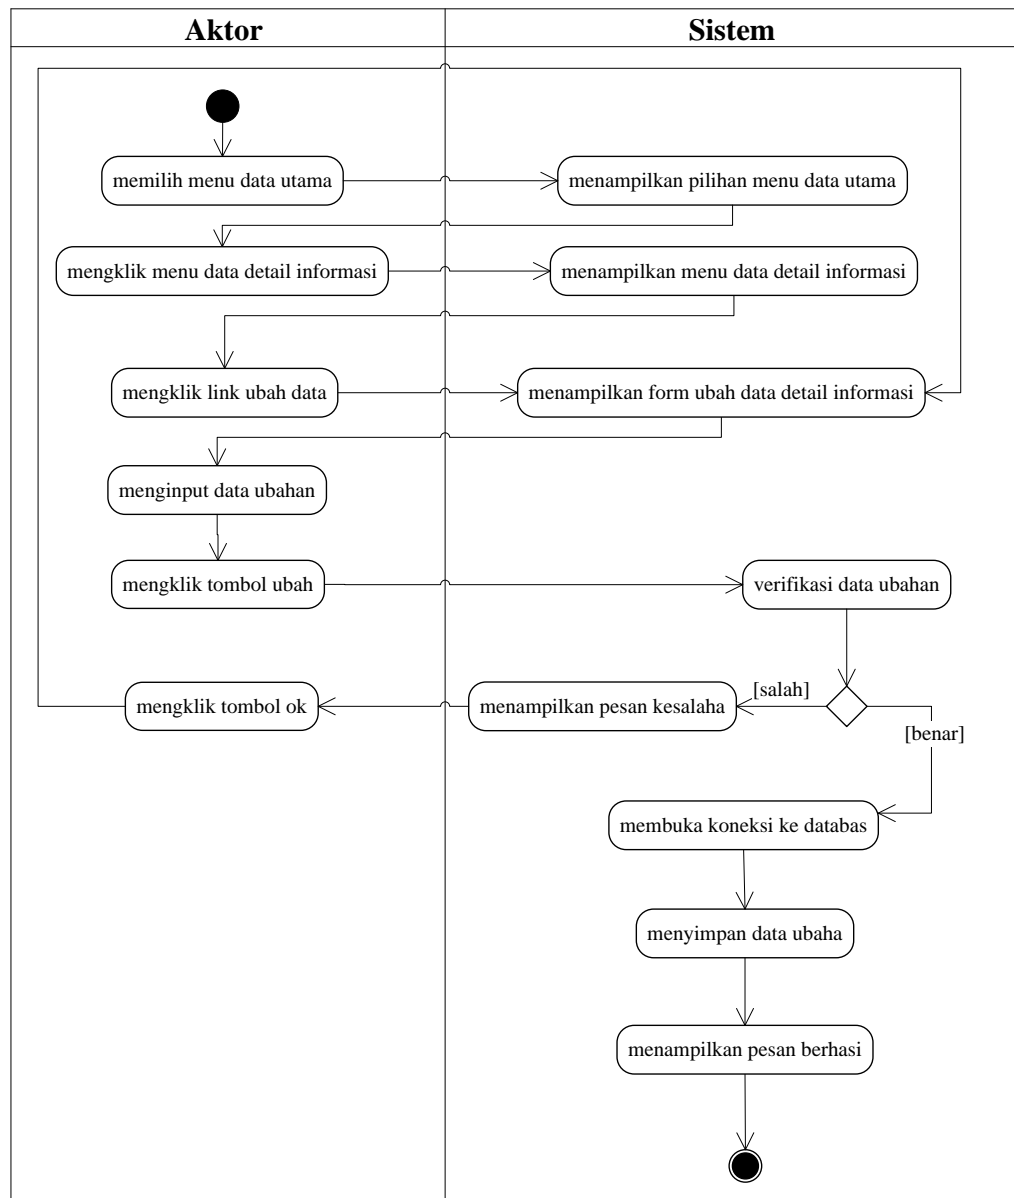 Aktor
Sistem
memilih menu data utama
menampilkan pilihan menu data utama
mengklik menu data detail informasi
menampilkan menu data detail informasi
mengklik link ubah data
menampilkan form ubah data detail informasi
menginput data ubahan
mengklik tombol ubah
verifikasi data ubahan
[salah]
mengklik tombol ok
menampilkan pesan kesalaha
[benar]
membuka koneksi ke databas
menyimpan data ubaha
menampilkan pesan berhasi